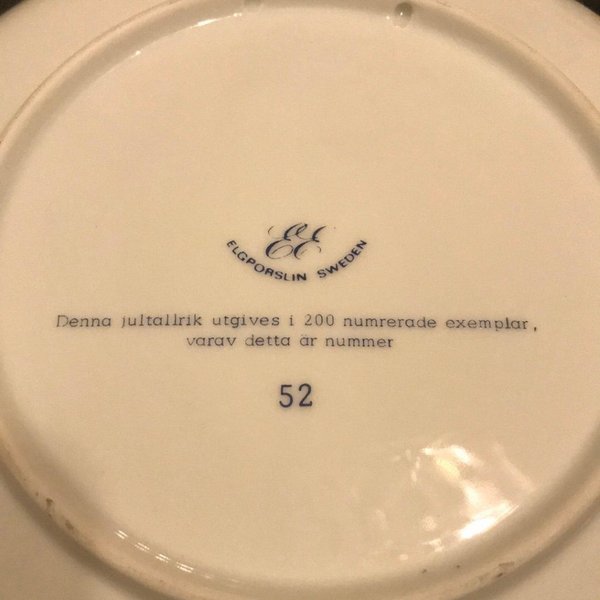 EE
ELGPORSLIN SWEDEN
Denna jultallrik utgives i 200 numrerade exemplar,
varav detta är nummer
52